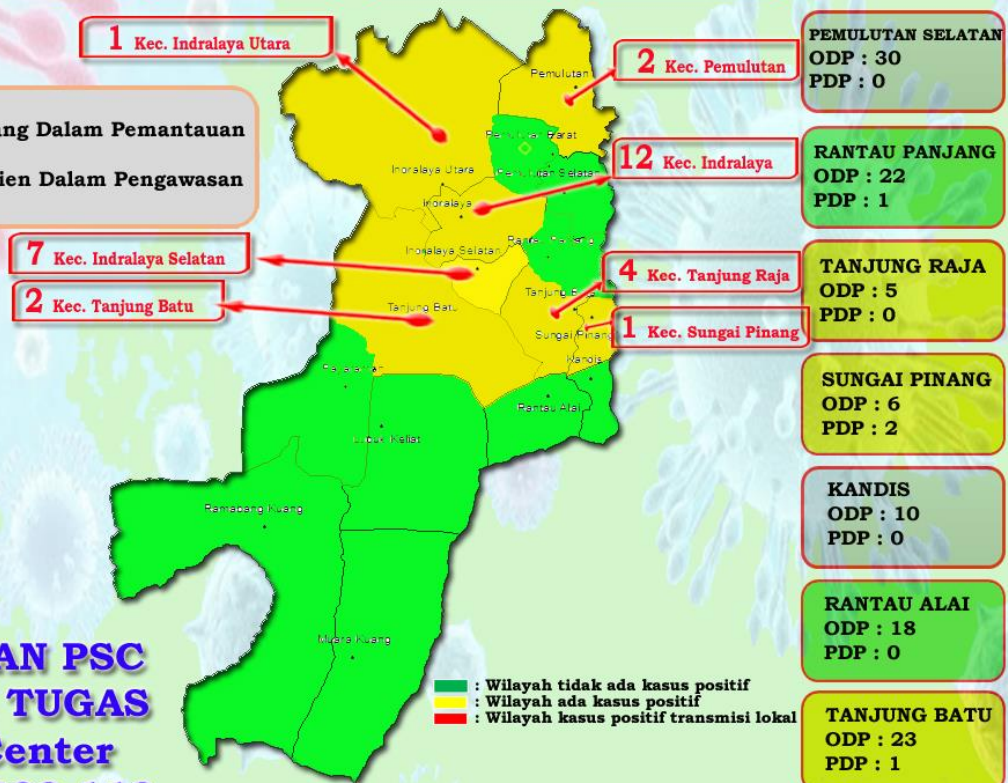 1 Kec. Indralaya Utara
2 Kec. Pemulutan
ng Dalam Pemantauan
ien Dalam Pengawasan
12 Kec. Indralaya
7 Kec. Indralaya Selatan
2 Kec. Tanjung Batu
4 Kec. Tanjung Raja
1 Kec. Sungai Pinang
Pemulutan
Pemulutan Barat
Indralaya Utara
Pemulutan Selatan
Indralaya
Indralaya Selatan
Tanjung Batu
Sungai Pinang
Kandis
Rantau Alai
Lubuk Keliat
Rambang Kuang
Muara Kuang
AN PSC
TUGAS
Center
: Wilayah tidak ada kasus positif
: Wilayah ada kasus positif
: Wilayah kasus positif transmisi lokal
PEMULUTAN SELATAN
ODP : 30
PDP : 0
RANTAU PANJANG
ODP : 22
PDP : 1
TANJUNG RAJA
ODP : 5
PDP : 0
SUNGAI PINANG
ODP : 6
PDP : 2
KANDIS
ODP : 10
PDP : 0
RANTAU ALAI
ODP : 18
PDP : 0
TANJUNG BATU
ODP : 23
PDP : 1